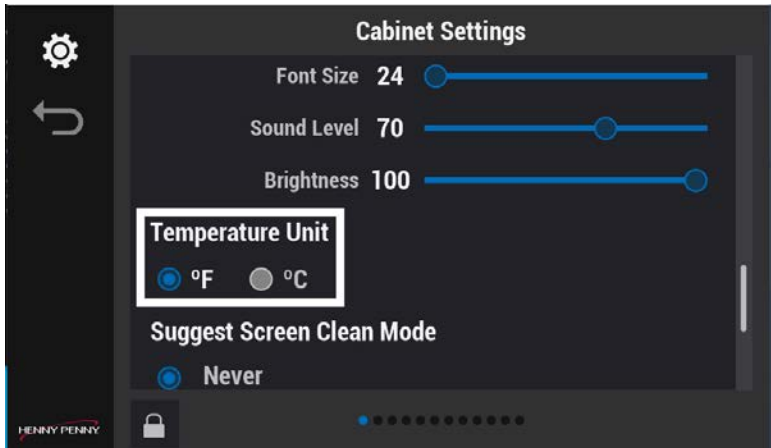 Cabinet Settings
Font Size 24
Sound Level 70
Brightness 100
Temperature Unit
ºF ºC
Suggest Screen Clean Mode
Never
HENNY PENNY